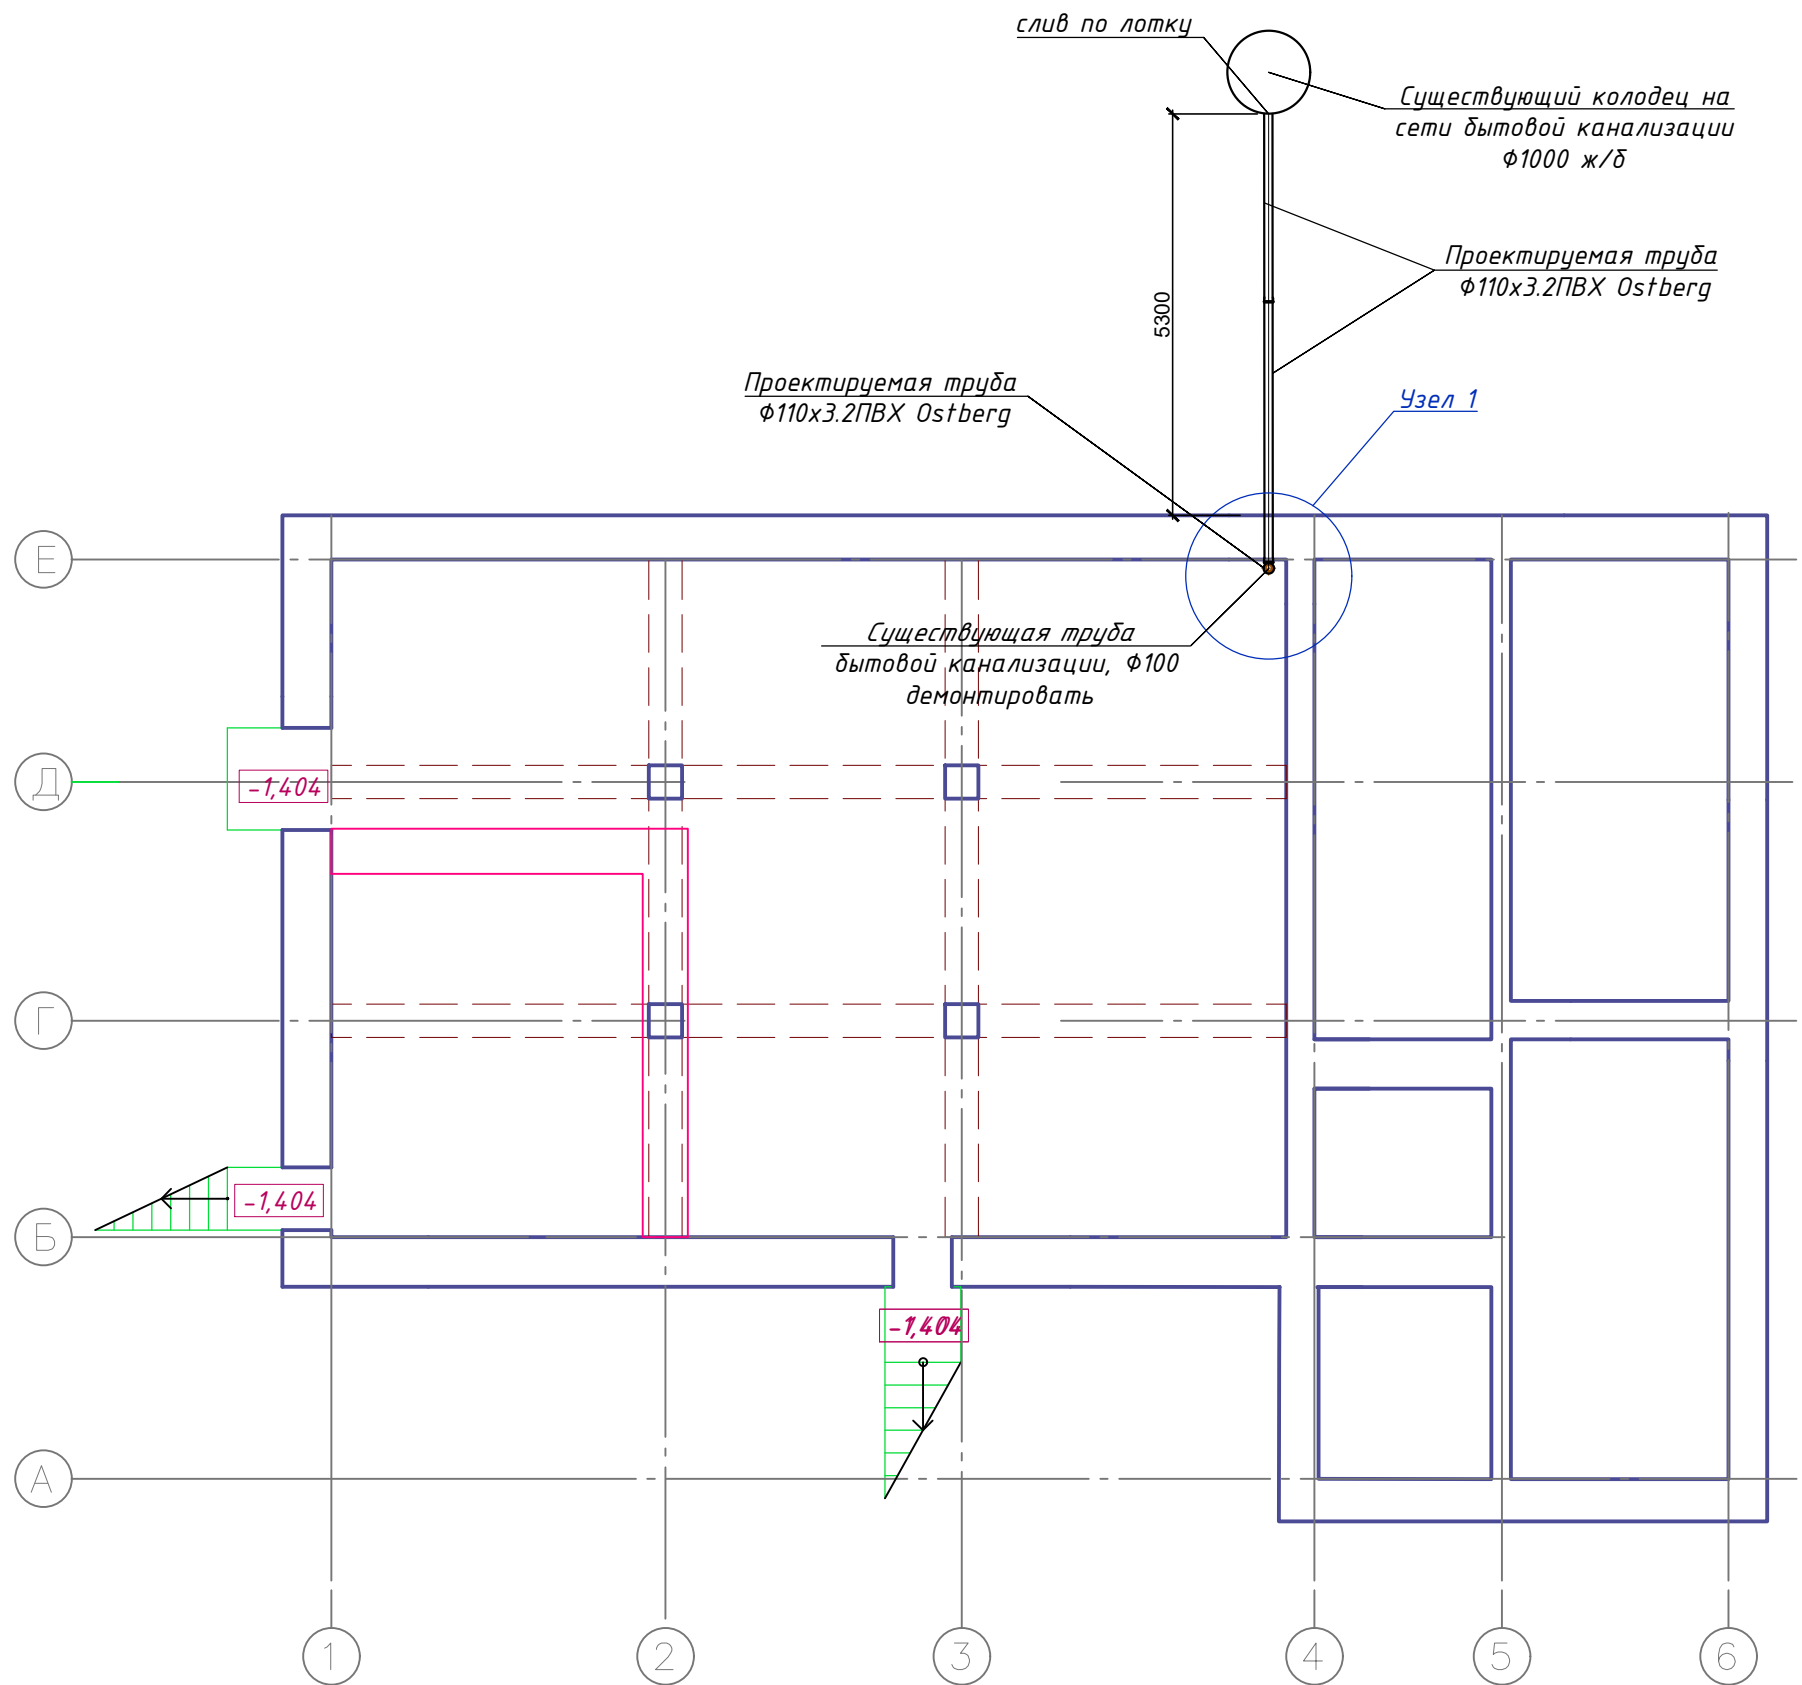 слив по лотку
Существующий колодец на
сети бытовой канализации
Ф1000 ж/б
Проектируемая труба
Ф110х3.2ПВХ Ostberg
5300
Проектируемая труба
Ф110х3.2ПВХ Ostberg
Узел 1
Е
Существующая труба
бытовой канализации, Ф100
демонтировать
Д
-1,404
Г
-1,404
Б
-1,404
А
1
2
3
4
5
6